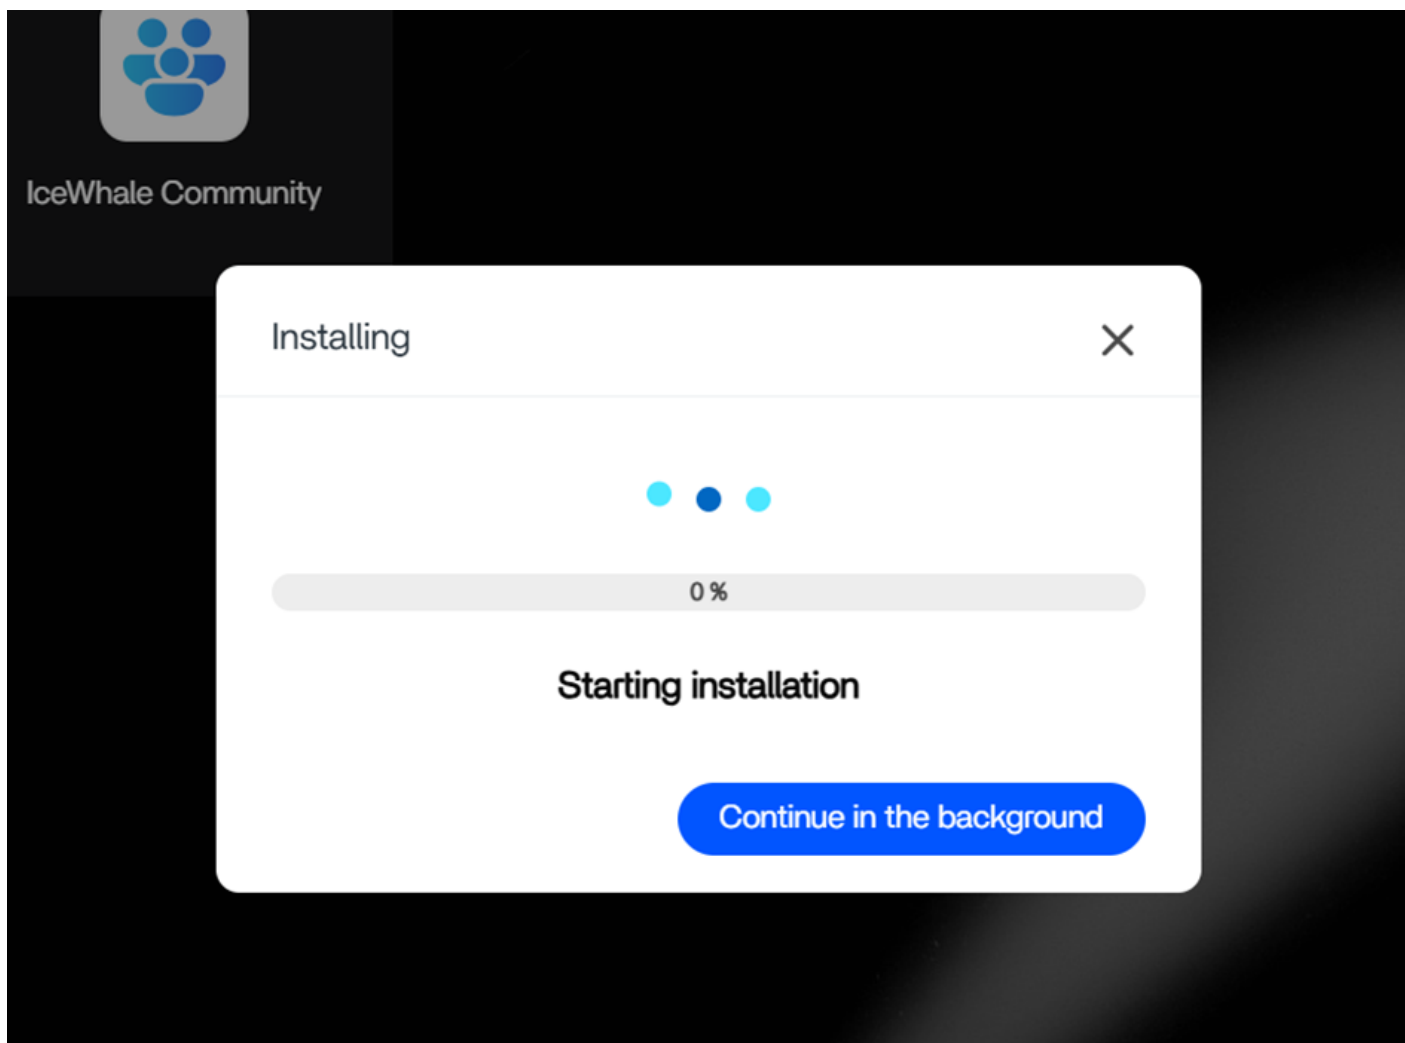 IceWhale Community
Installing
0 %
Starting installation
Continue in the background